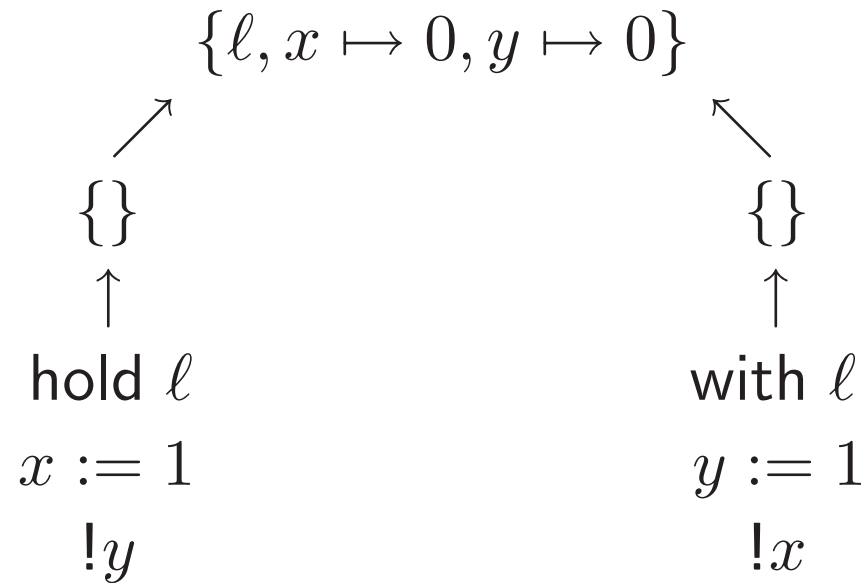 {ℓ, x ↦ 0, y ↦ 0}
{} {}
hold ℓ with ℓ
x := 1 y := 1
!y !x